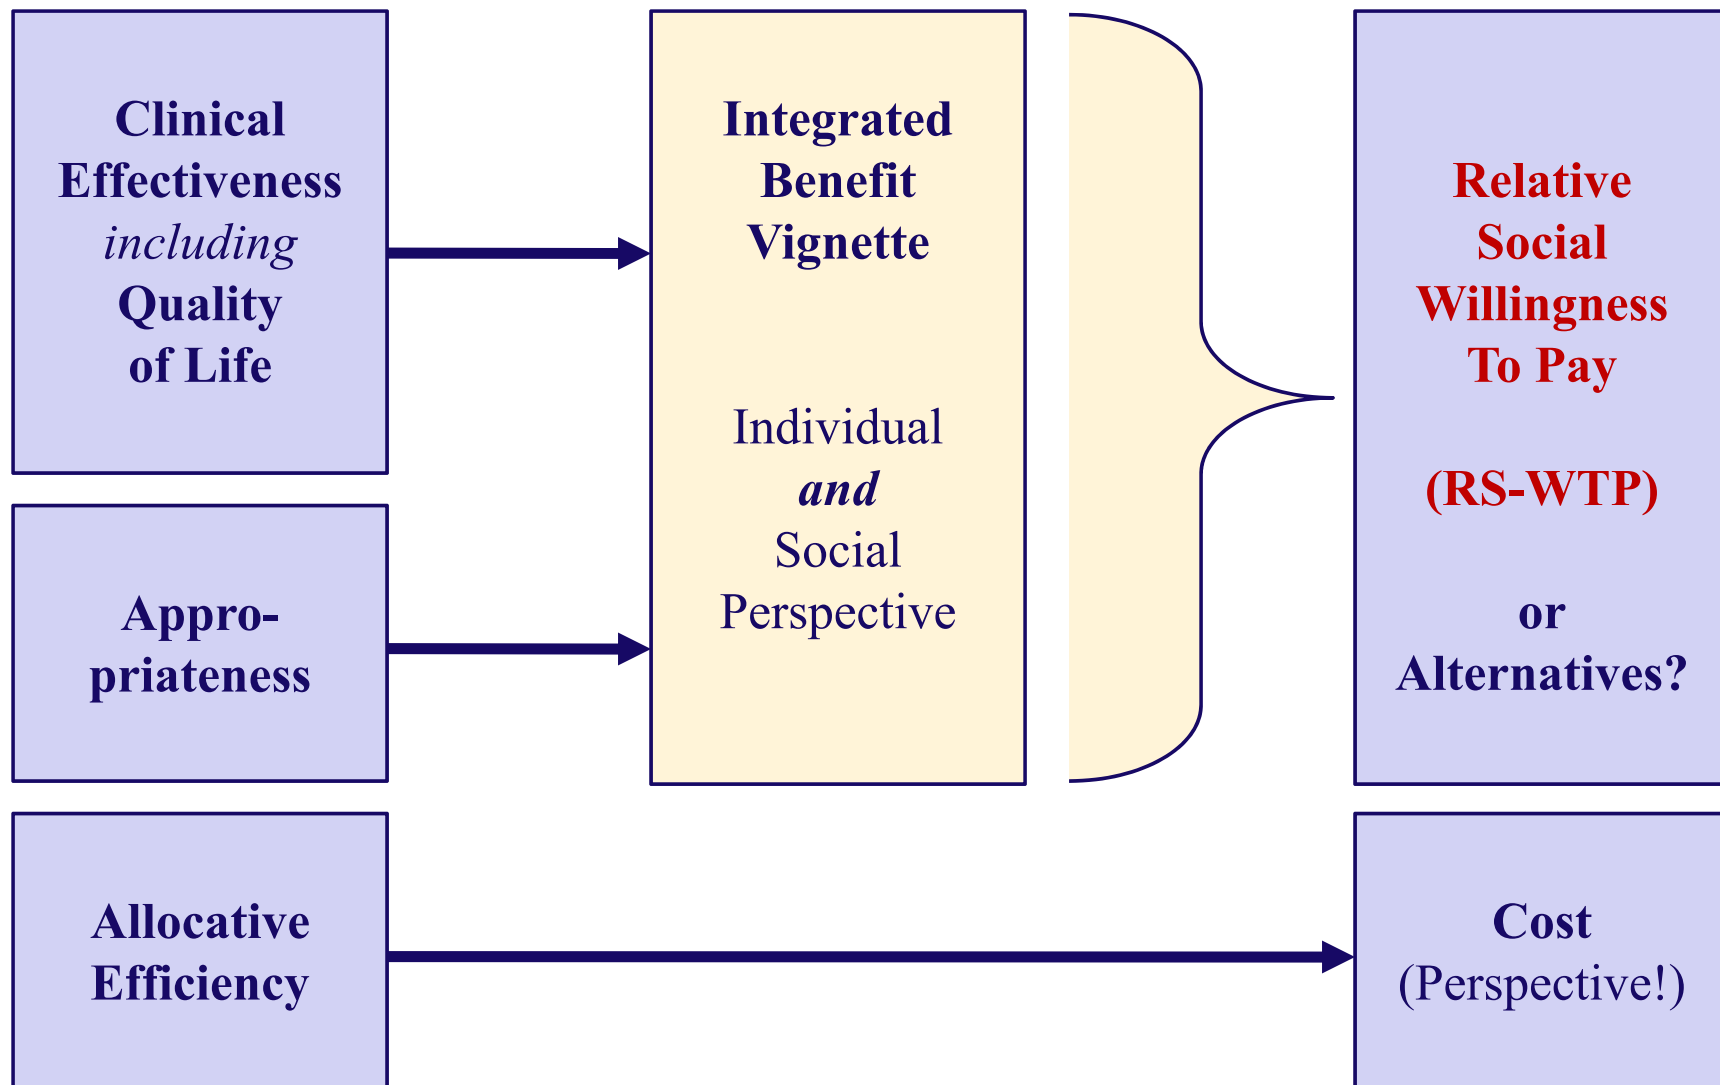 Clinical
Effectiveness
including
Quality
of Life
Appro-
priateness
Allocative
Efficiency
Integrated
Benefit
Vignette
Individual
and
Social
Perspective
Relative
Social
Willingness
To Pay
(RS-WTP)
or
Alternatives?
Cost
(Perspective!)